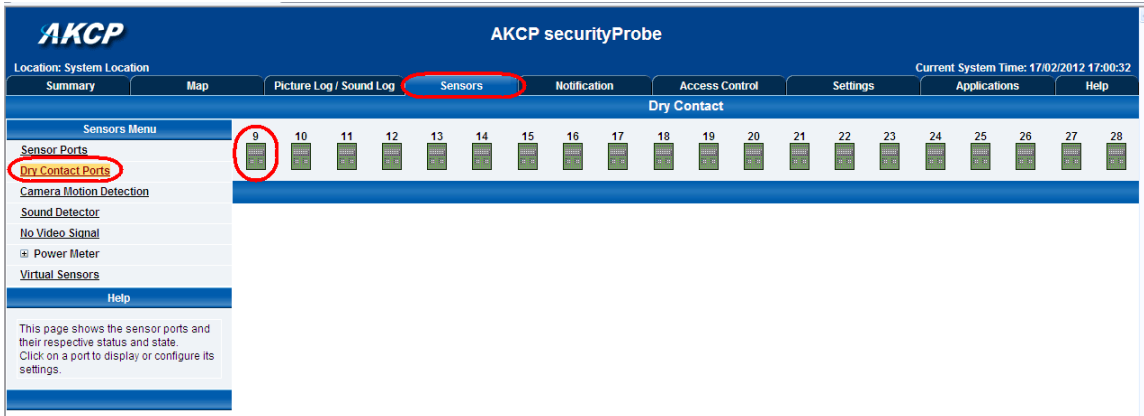 AKCP
AKCP securityProbe
Location: System Location
Current System Time: 17/02/2012 17:00:32
Summary Map Picture Log / Sound Log Sensors Notification Access Control Settings Applications Help
Dry Contact
Sensors Menu
Sensor Ports
Dry Contact Ports
Camera Motion Detection
Sound Detector
No Video Signal
Power Meter
Virtual Sensors
Help
This page shows the sensor ports and
their respective status and state.
Click on a port to display or configure its
settings.
9 10 11 12 13 14 15 16 17 18 19 20 21 22 23 24 25 26 27 28